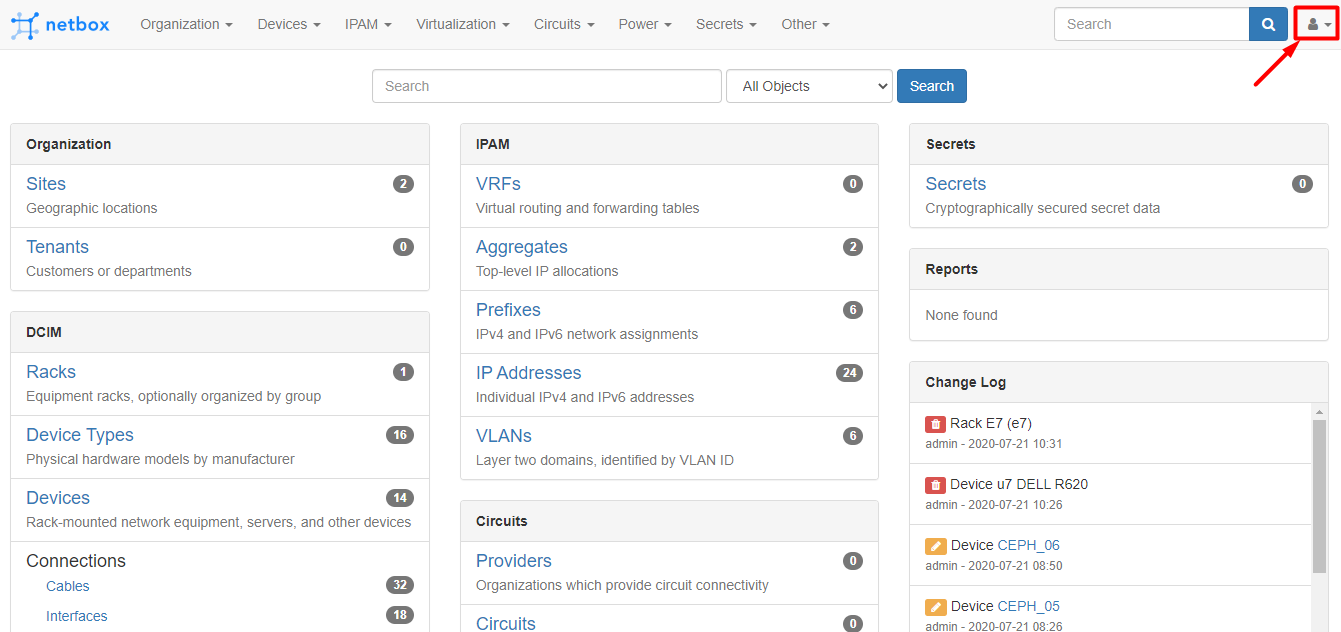 netbox Organization Devices IPAM Virtualization Circuits Power Secrets Other Search
Search All Objects Search
Organization
Sites 2
Geographic locations
Tenants 0
Customers or departments
DCIM
Racks 1
Equipment racks, optionally organized by group
Device Types 16
Physical hardware models by manufacturer
Devices 14
Rack-mounted network equipment, servers, and other devices
Connections
Cables 32
Interfaces 18
IPAM
VRFs 0
Virtual routing and forwarding tables
Aggregates 2
Top-level IP allocations
Prefixes 6
IPv4 and IPv6 network assignments
IP Addresses 24
Individual IPv4 and IPv6 addresses
VLANs 6
Layer two domains, identified by VLAN ID
Circuits
Providers 0
Organizations which provide circuit connectivity
Circuits 0
Secrets
Secrets 0
Cryptographically secured secret data
Reports
None found
Change Log
Rack E7 (e7)
admin - 2020-07-21 10:31
Device u7 DELL R620
admin - 2020-07-21 10:26
Device CEPH_06
admin - 2020-07-21 08:50
Device CEPH_05
admin - 2020-07-21 08:26